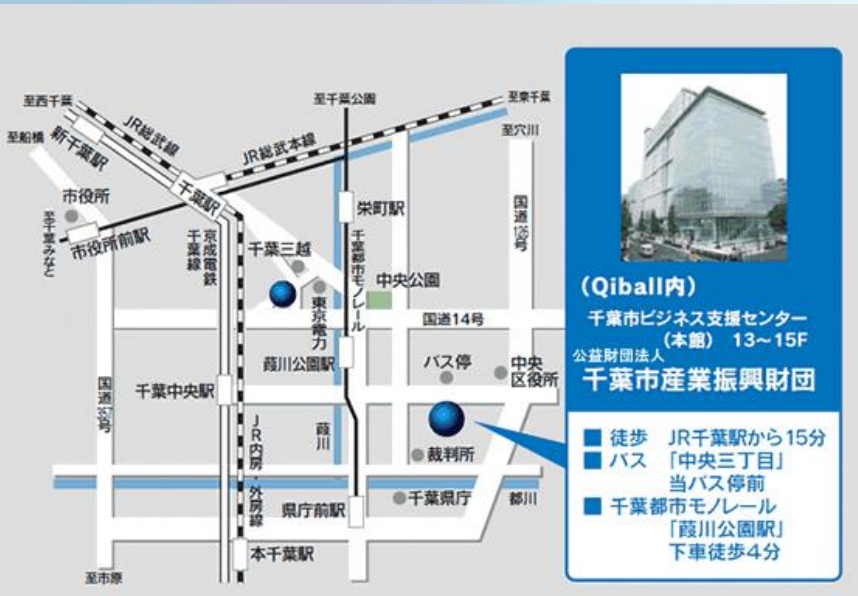 至西千葉
JR総武線
至千葉公園
至東千葉
至船橋
新千葉駅
JR総武本線
至穴川
市役所
千葉駅
栄町駅
国道126号
至千葉みなと
市役所前駅
京成電鉄
千葉線
千葉三越
千葉都市モノレール
中央公園
東京電力
国道14号
葭川公園駅
バス停
中央
区役所
国道357号
千葉中央駅
葭川
JR内房・外房線
裁判所
県庁前駅
千葉県庁
都川
本千葉駅
至市原
(Qiball内)
千葉市ビジネス支援センター
(本館) 13~15F
公益財団法人
千葉市産業振興財団
■ 徒歩 JR千葉駅から15分
■ バス 「中央三丁目」
当バス停前
■ 千葉都市モノレール
「葭川公園駅」
下車徒歩4分